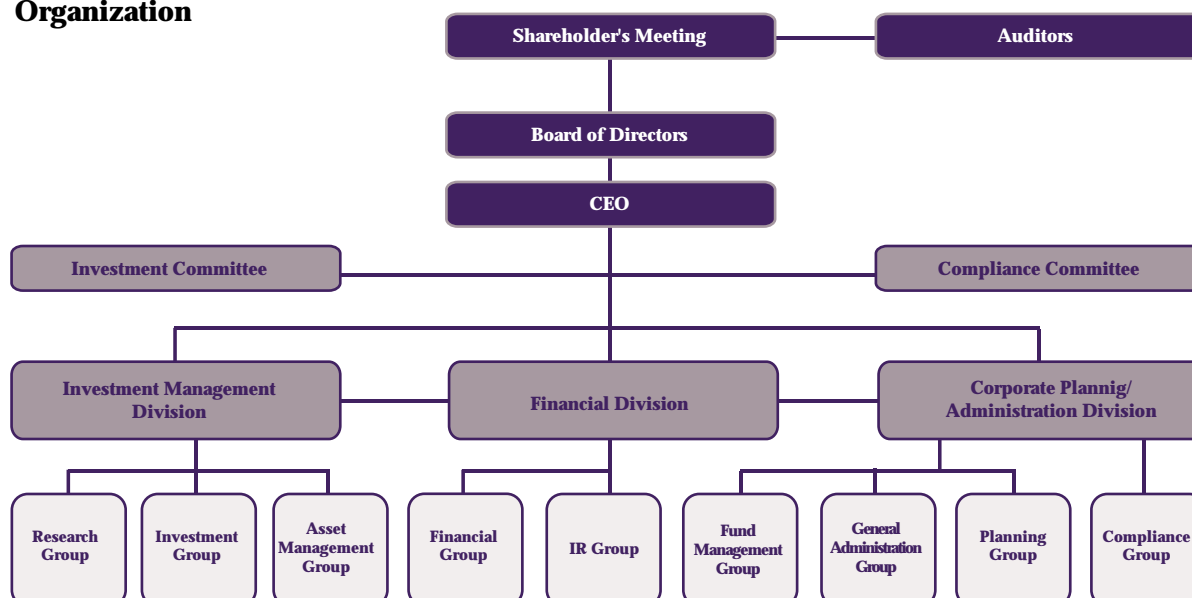 Organization
Shareholder's Meeting
Auditors
Board of Directors
CEO
Investment Committee
Compliance Committee
Investment Management
Division
Financial Division
Corporate Plannig/
Administration Division
Research
Group
Investment
Group
Asset
Management
Group
Financial
Group
IR Group
Fund
Management
Group
General
Administration
Group
Planning
Group
Compliance
Group